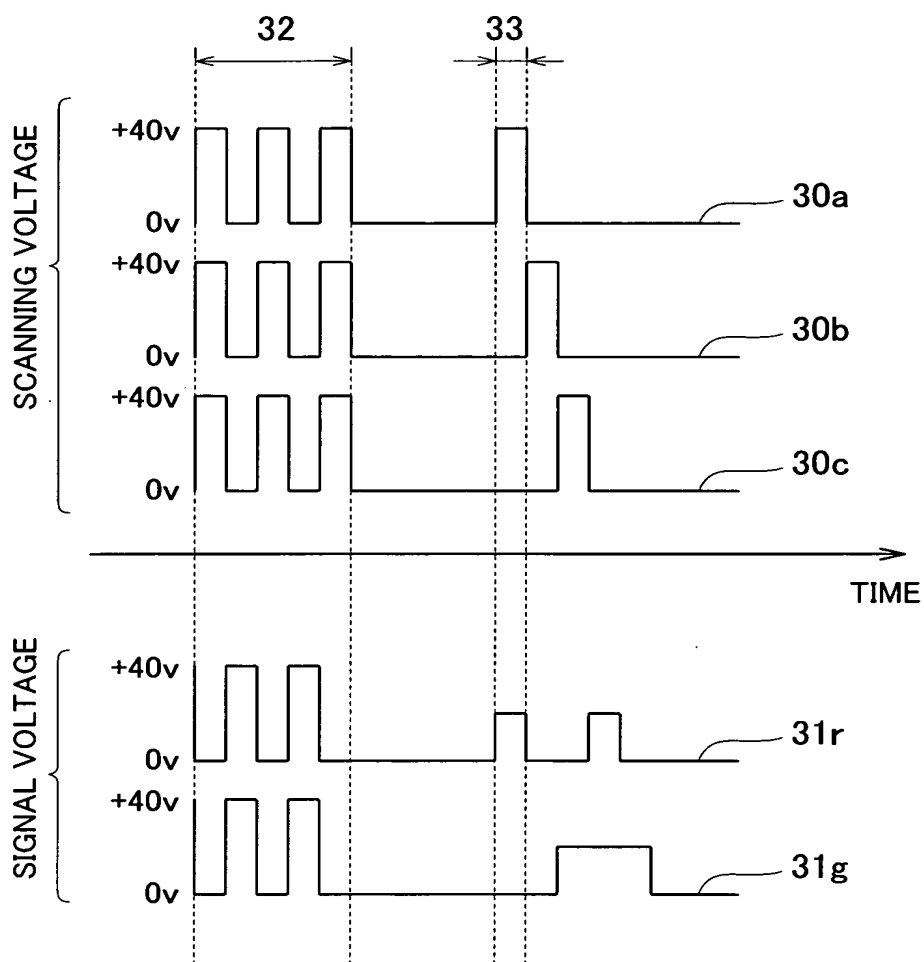 32
33
SCANNING VOLTAGE
+40v
0v
30a
+40v
0v
30b
+40v
0v
30c
TIME
SIGNAL VOLTAGE
+40v
0v
31r
+40v
0v
31g